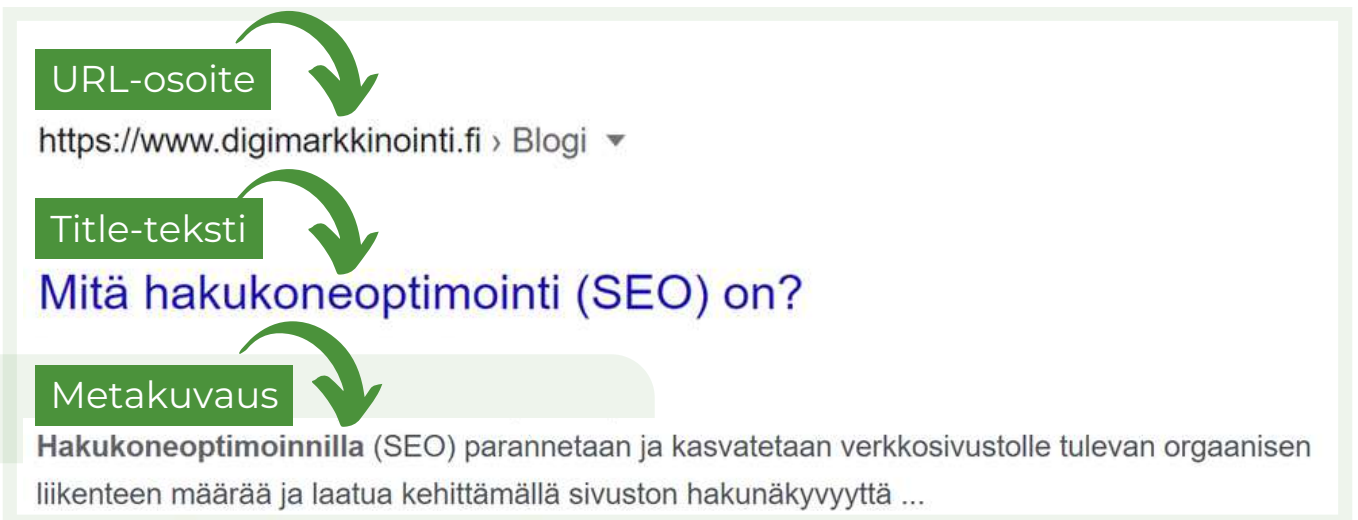 URL-osoite
https://www.digimarkkinointi.fi › Blogi
Title-teksti
Mitä hakukoneoptimointi (SEO) on?
Metakuvaus
Hakukoneoptimoinnilla (SEO) parannetaan ja kasvatetaan verkkosivustolle tulevan orgaanisen
liikenteen määrää ja laatua kehittämällä sivuston hakunäkyvyyttä ...